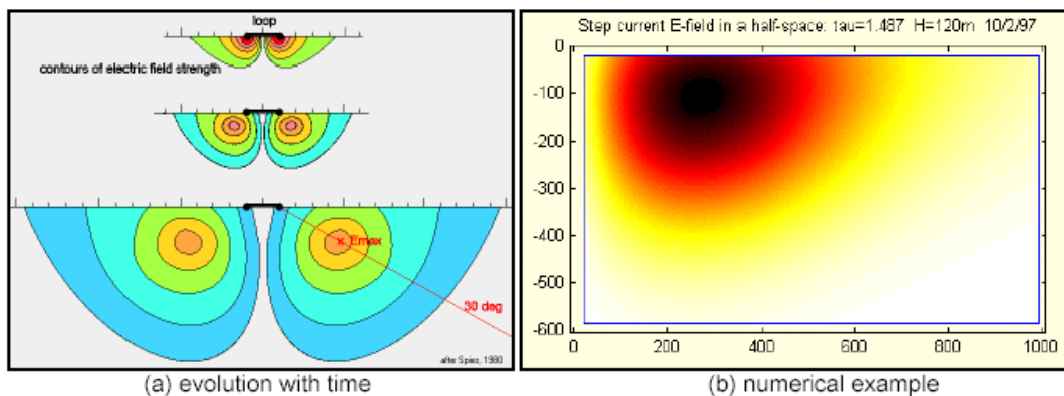 loop
contours of electric field strength
x Emax
30 deg
after Spies, 1980
(a) evolution with time
Step current E-field in a half-space: tau=1.487 H=120m 10/2/97
0
-100
-200
-300
-400
-500
-600
0 200 400 600 800 1000
(b) numerical example